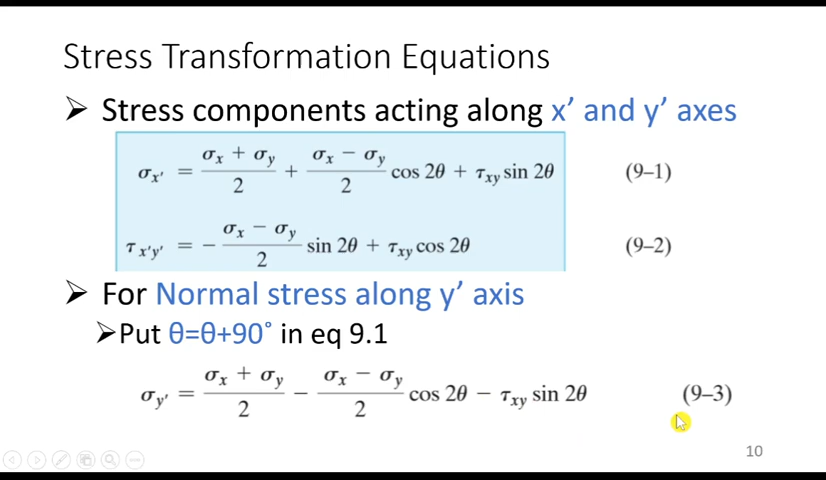 Stress Transformation Equations
➤ Stress components acting along x′ and y′ axes
σx′ = (σx + σy)/2 + (σx − σy)/2 cos 2θ + τxy sin 2θ (9–1)
τx′y′ = − (σx − σy)/2 sin 2θ + τxy cos 2θ (9–2)
➤ For Normal stress along y′ axis
➤Put θ=θ+90˚ in eq 9.1
σy′ = (σx + σy)/2 − (σx − σy)/2 cos 2θ − τxy sin 2θ (9–3)
10